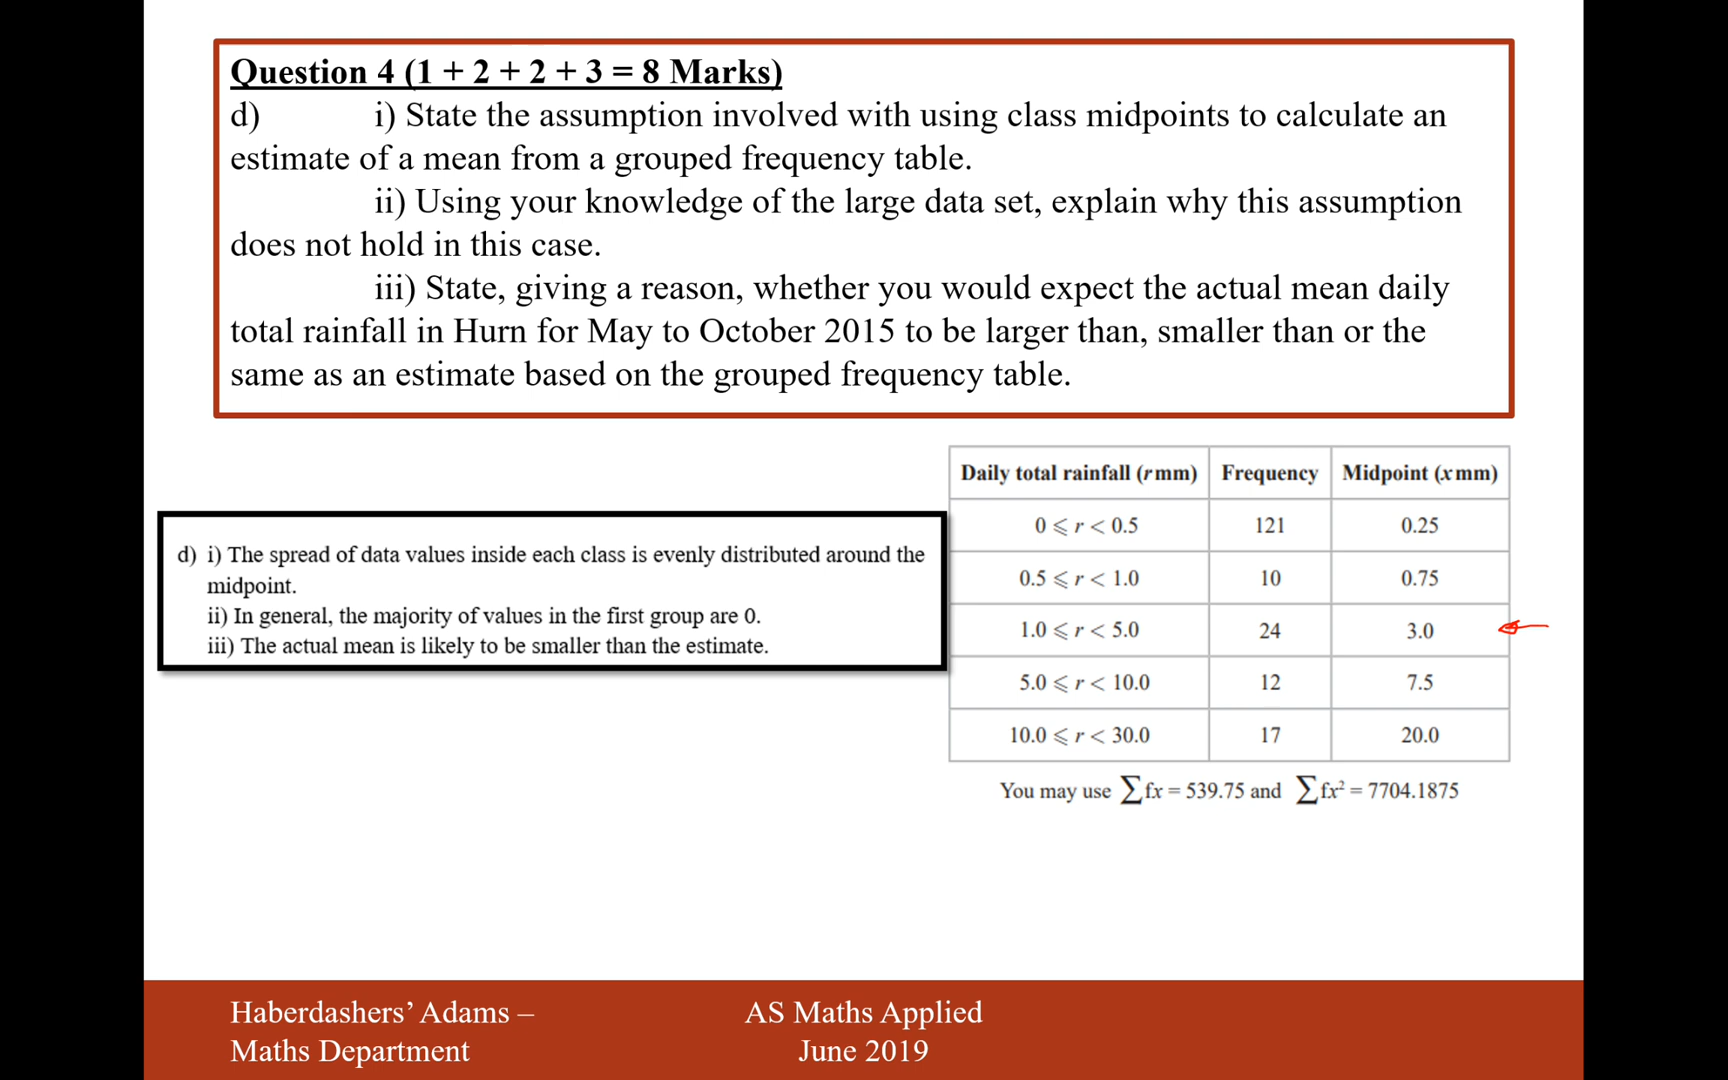 Question 4 (1 + 2 + 2 + 3 = 8 Marks)
d) i) State the assumption involved with using class midpoints to calculate an
estimate of a mean from a grouped frequency table.
ii) Using your knowledge of the large data set, explain why this assumption
does not hold in this case.
iii) State, giving a reason, whether you would expect the actual mean daily
total rainfall in Hurn for May to October 2015 to be larger than, smaller than or the
same as an estimate based on the grouped frequency table.
d) i) The spread of data values inside each class is evenly distributed around the
midpoint.
ii) In general, the majority of values in the first group are 0.
iii) The actual mean is likely to be smaller than the estimate.
Daily total rainfall (r mm) Frequency Midpoint (x mm)
0 ⩽ r < 0.5 121 0.25
0.5 ⩽ r < 1.0 10 0.75
1.0 ⩽ r < 5.0 24 3.0
5.0 ⩽ r < 10.0 12 7.5
10.0 ⩽ r < 30.0 17 20.0
You may use ∑fx = 539.75 and ∑fx² = 7704.1875
Haberdashers’ Adams –
Maths Department
AS Maths Applied
June 2019